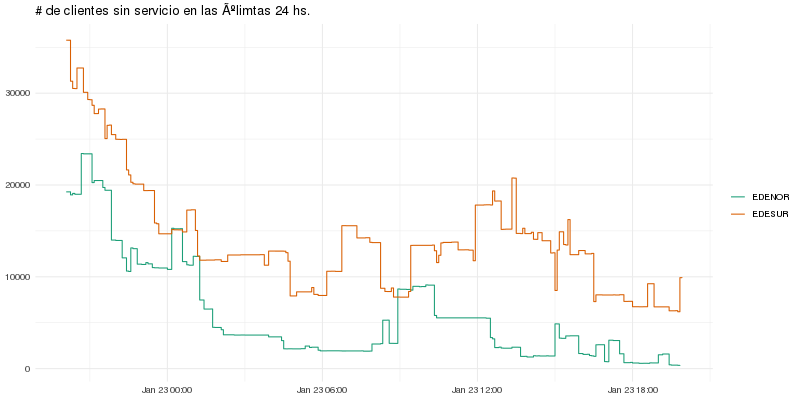 # de clientes sin servicio en las Ãºlimtas 24 hs.
30000
20000
10000
0
Jan 23 00:00
Jan 23 06:00
Jan 23 12:00
Jan 23 18:00
EDENOR
EDESUR